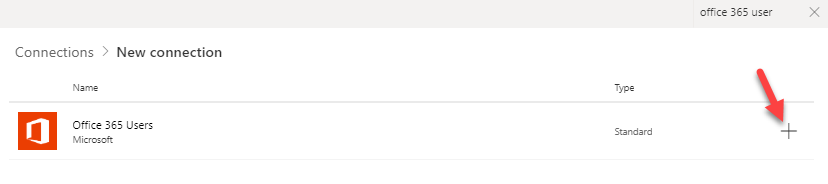 office 365 user
Connections > New connection
Name Type
Office 365 Users
Microsoft
Standard